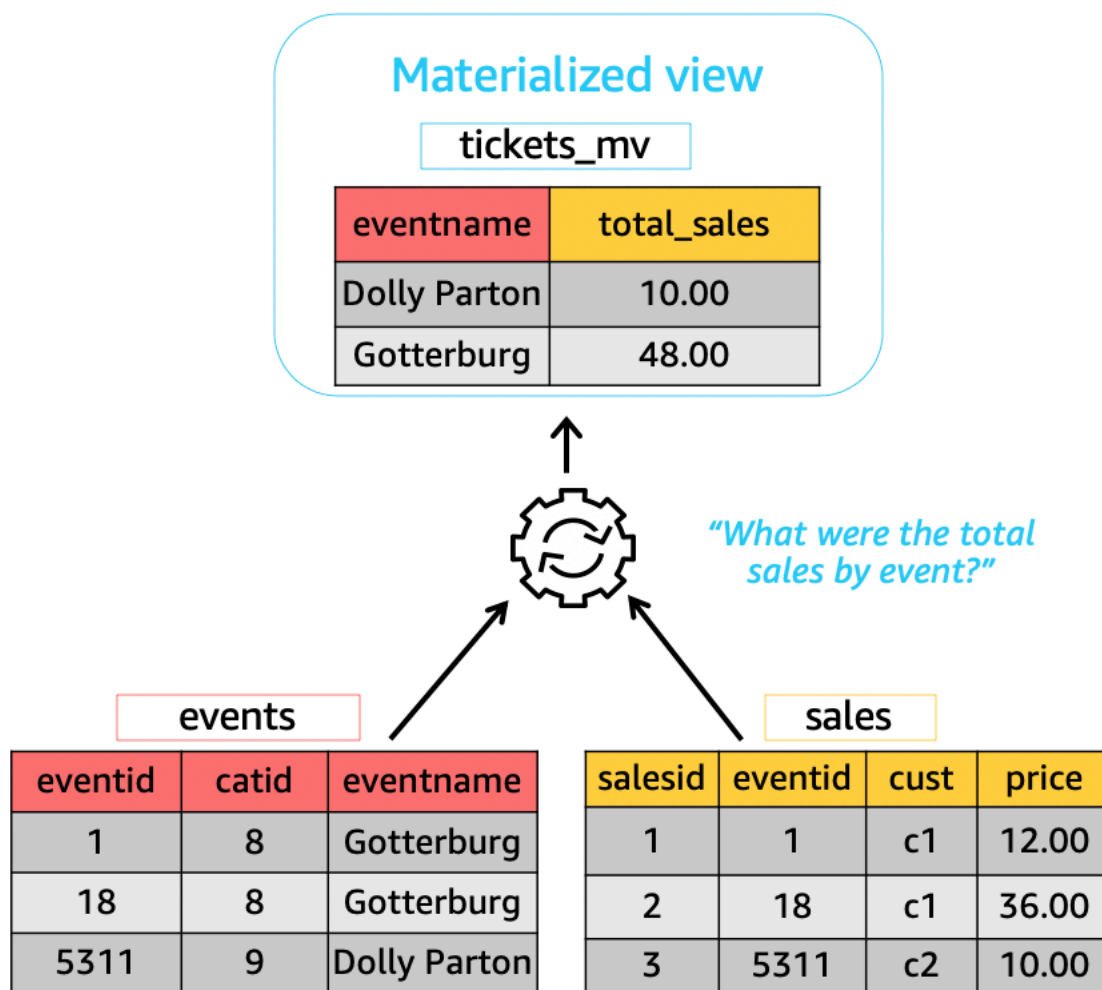 Materialized view
tickets_mv
eventname total_sales
Dolly Parton 10.00
Gotterburg 48.00
“What were the total
sales by event?”
events
eventid catid eventname
1 8 Gotterburg
18 8 Gotterburg
5311 9 Dolly Parton
sales
salesid eventid cust price
1 1 c1 12.00
2 18 c1 36.00
3 5311 c2 10.00